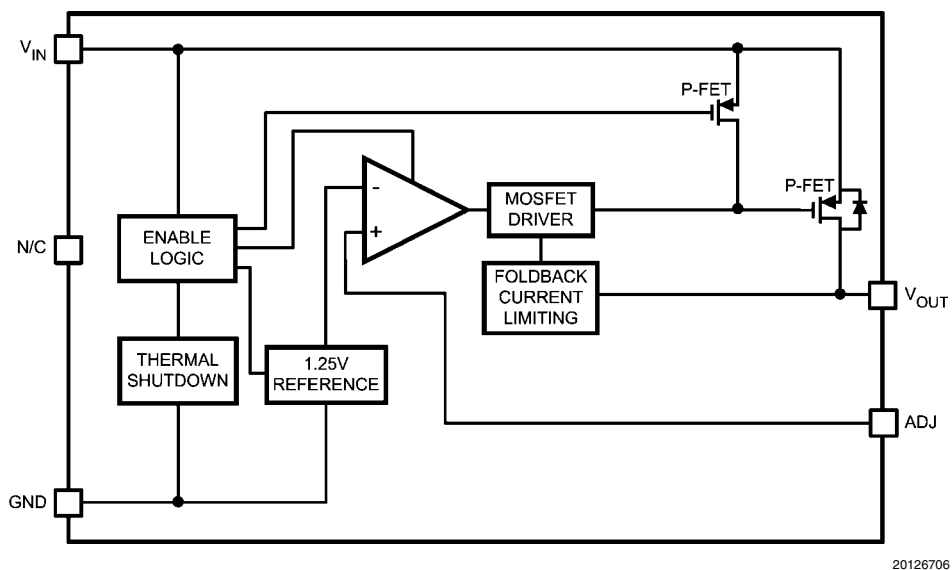 VIN
P-FET
P-FET
-
MOSFET
DRIVER
+
N/C
ENABLE
LOGIC
FOLDBACK
CURRENT
LIMITING
VOUT
THERMAL
SHUTDOWN
1.25V
REFERENCE
ADJ
GND
20126706